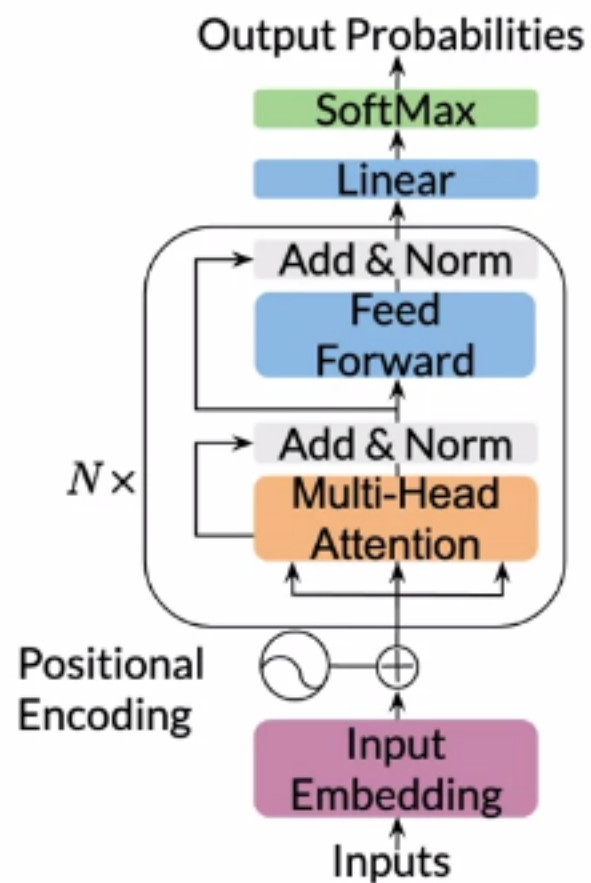 Output Probabilities
SoftMax
Linear
Add & Norm
Feed
Forward
Add & Norm
N×
Multi-Head
Attention
Positional
Encoding
Input
Embedding
Inputs